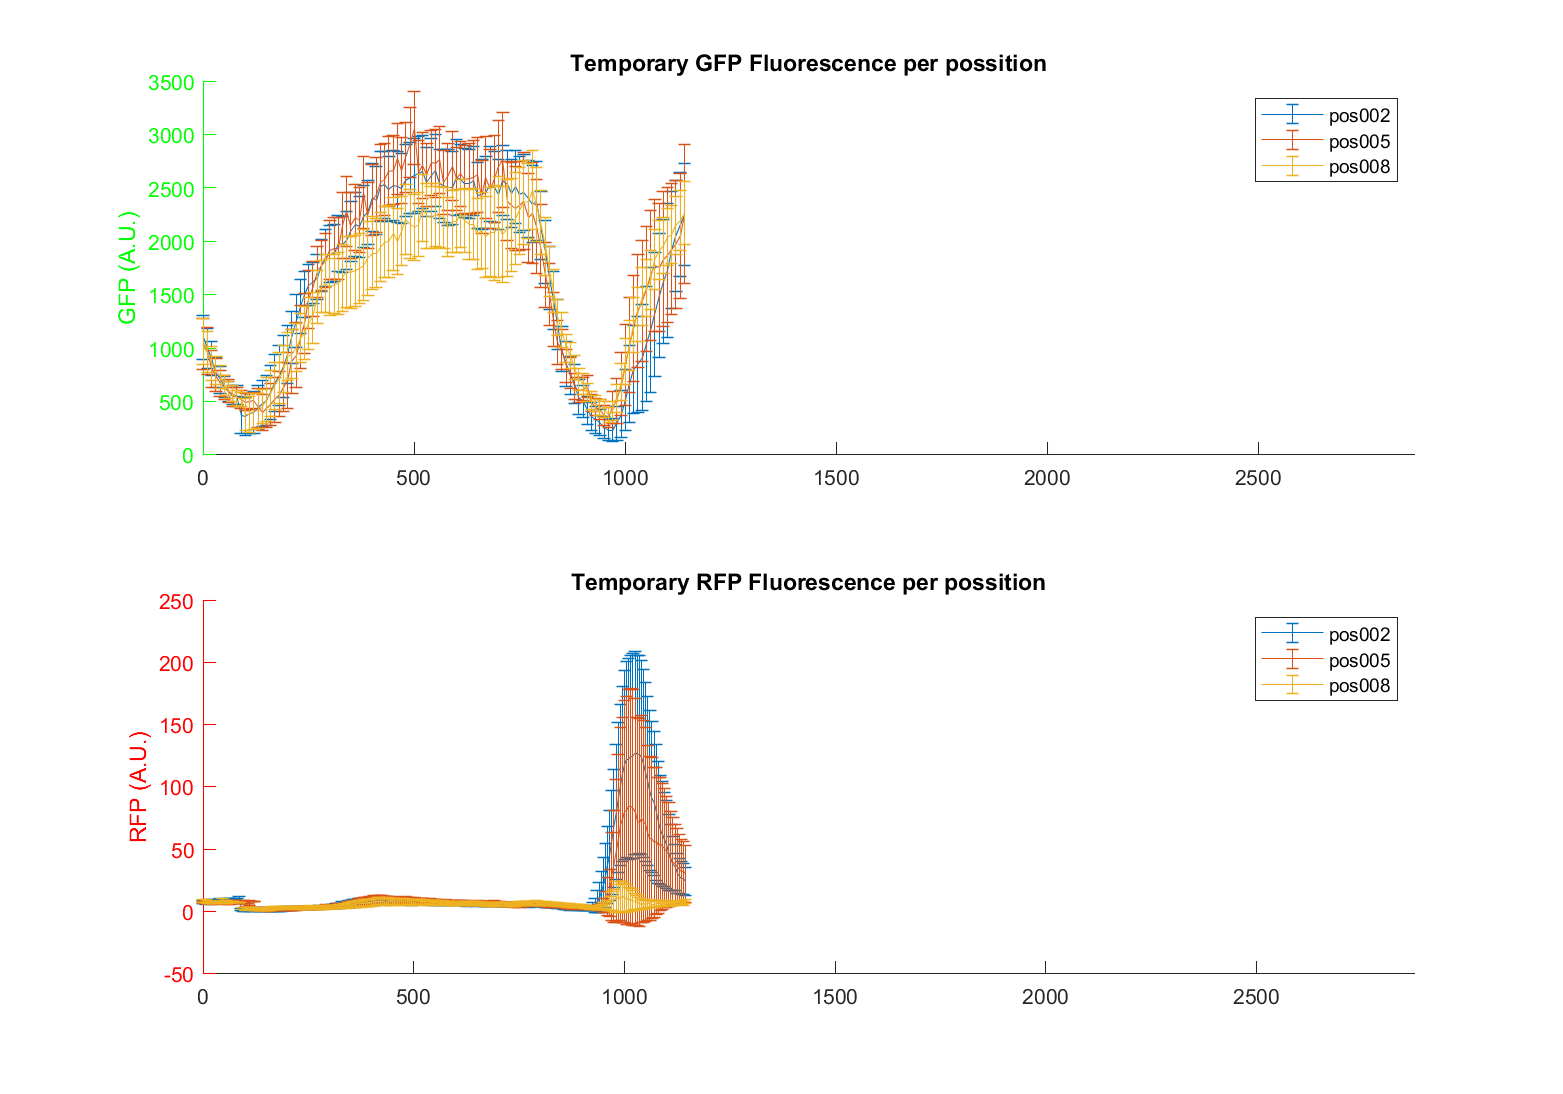 Temporary GFP Fluorescence per possition
GFP (A.U.)
3500
3000
2500
2000
1500
1000
500
0
0 500 1000 1500 2000 2500
pos002
pos005
pos008
Temporary RFP Fluorescence per possition
RFP (A.U.)
250
200
150
100
50
0
-50
0 500 1000 1500 2000 2500
pos002
pos005
pos008